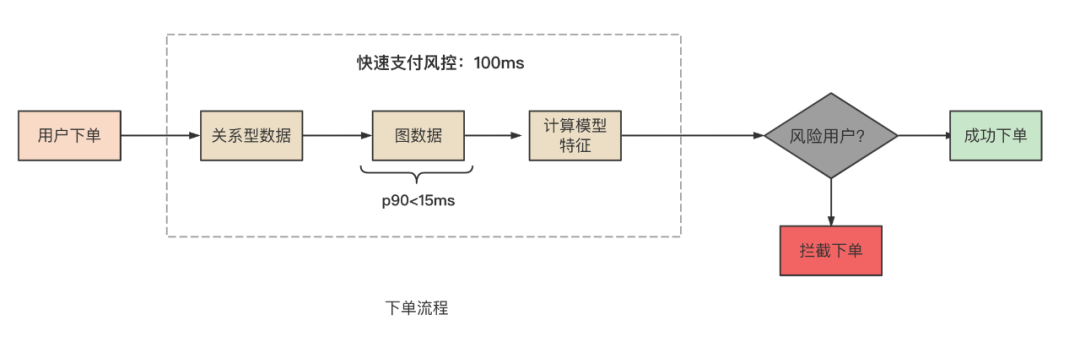 快速支付风控：100ms
用户下单
关系型数据
图数据
计算模型
特征
风险用户?
成功下单
p90<15ms
拦截下单
下单流程